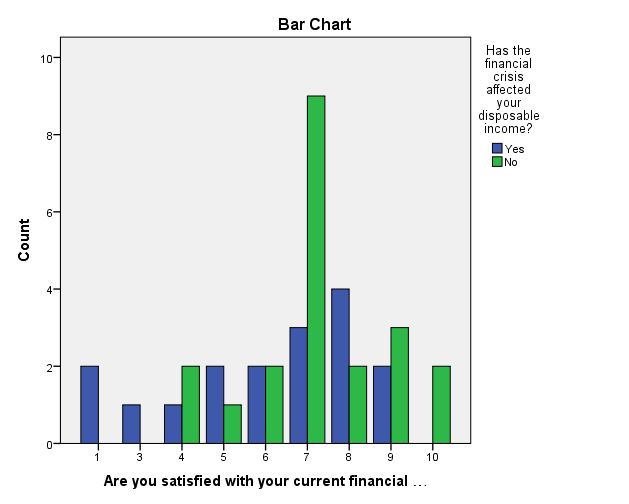 Bar Chart
Has the
financial
crisis
affected
your
disposable
income?
Yes
No
10
8
6
4
2
0
Count
1 3 4 5 6 7 8 9 10
Are you satisfied with your current financial ...